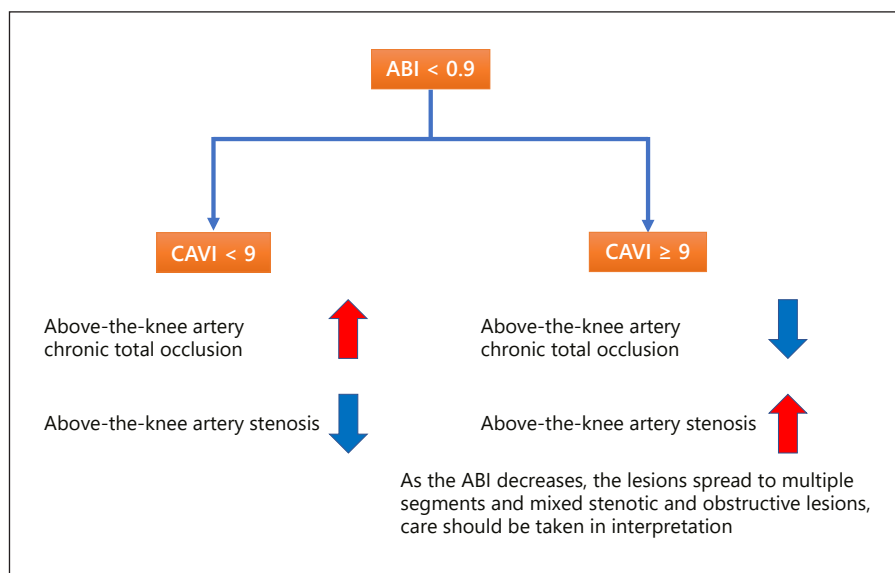 ABI < 0.9
CAVI < 9
CAVI ≥ 9
Above-the-knee artery
chronic total occlusion
Above-the-knee artery stenosis
Above-the-knee artery
chronic total occlusion
Above-the-knee artery stenosis
As the ABI decreases, the lesions spread to multiple
segments and mixed stenotic and obstructive lesions,
care should be taken in interpretation